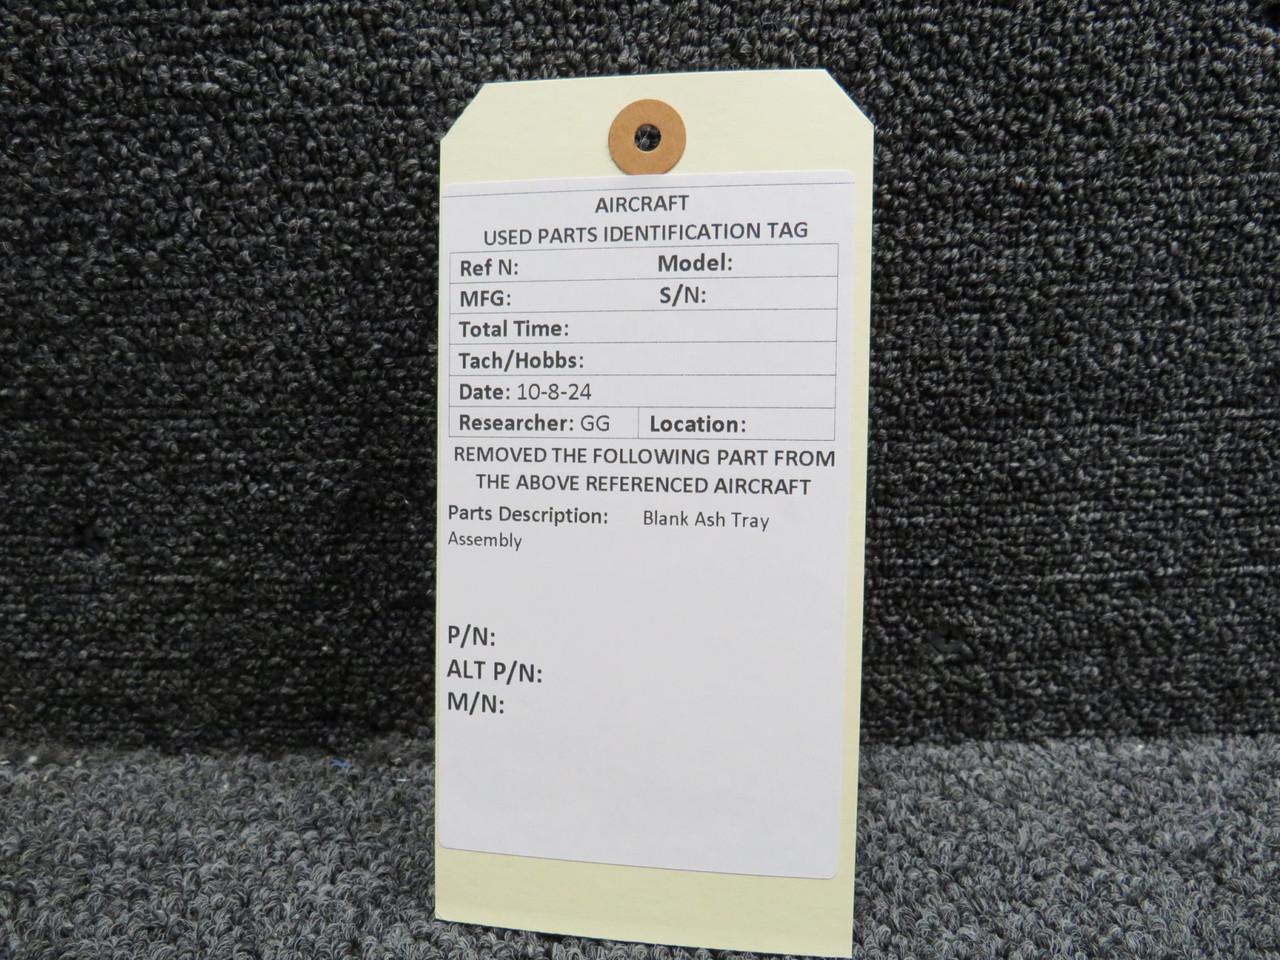 AIRCRAFT
USED PARTS IDENTIFICATION TAG
Ref N: Model:
MFG: S/N:
Total Time:
Tach/Hobbs:
Date: 10-8-24
Researcher: GG Location:
REMOVED THE FOLLOWING PART FROM
THE ABOVE REFERENCED AIRCRAFT
Parts Description: Blank Ash Tray
Assembly
P/N:
ALT P/N:
M/N: